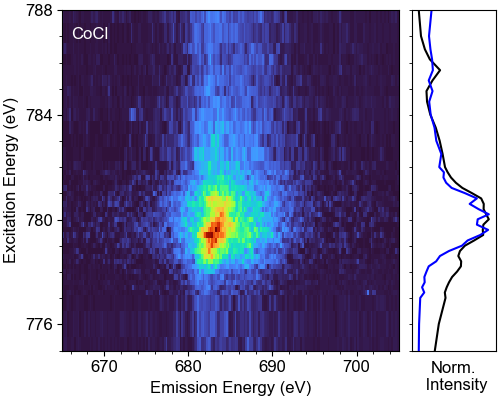 788
784
780
776
Excitation Energy (eV)
CoCl
670
680
690
700
Emission Energy (eV)
Norm.
Intensity